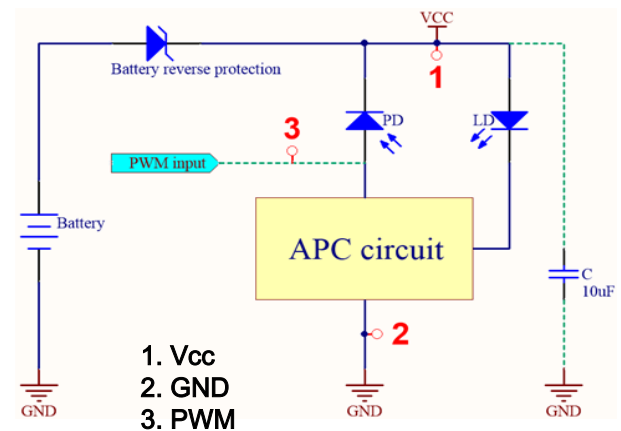 VCC
Battery reverse protection
1
PD
LD
3
PWM input
Battery
APC circuit
C
10uF
2
1. Vcc
2. GND
3. PWM
GND
GND
GND